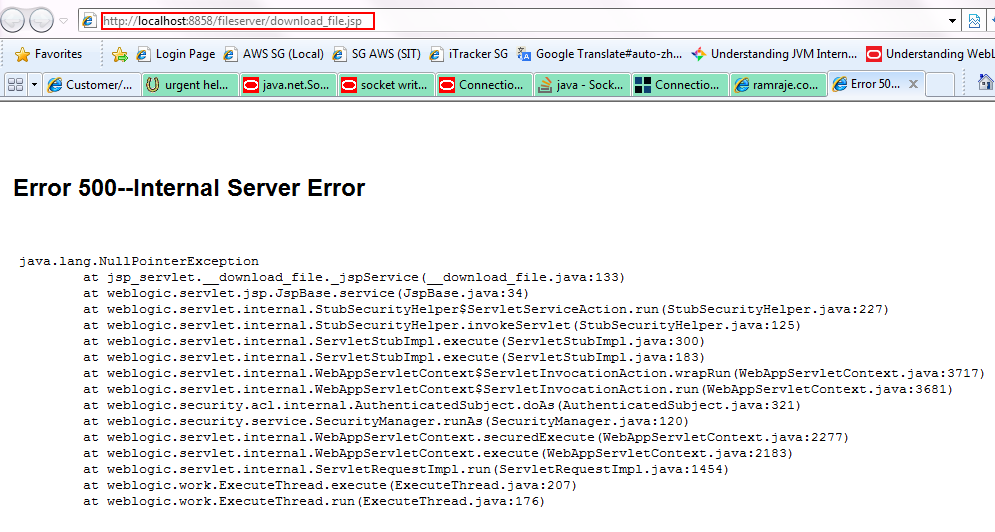 http://localhost:8858/fileserver/download_file.jsp
Favorites Login Page AWS SG (Local) SG AWS (SIT) iTracker SG Google Translate#auto-zh... Understanding JVM Intern... Understanding WebL
Customer/... urgent hel... java.net.So... socket writ... Connectio... java - Sock... Connectio... ramraje.co... Error 50... X
Error 500--Internal Server Error
java.lang.NullPointerException
at jsp_servlet.__download_file._jspService(__download_file.java:133)
at weblogic.servlet.jsp.JspBase.service(JspBase.java:34)
at weblogic.servlet.internal.StubSecurityHelper$ServletServiceAction.run(StubSecurityHelper.java:227)
at weblogic.servlet.internal.StubSecurityHelper.invokeServlet(StubSecurityHelper.java:125)
at weblogic.servlet.internal.ServletStubImpl.execute(ServletStubImpl.java:300)
at weblogic.servlet.internal.ServletStubImpl.execute(ServletStubImpl.java:183)
at weblogic.servlet.internal.WebAppServletContext$ServletInvocationAction.wrapRun(WebAppServletContext.java:3717)
at weblogic.servlet.internal.WebAppServletContext$ServletInvocationAction.run(WebAppServletContext.java:3681)
at weblogic.security.acl.internal.AuthenticatedSubject.doAs(AuthenticatedSubject.java:321)
at weblogic.security.service.SecurityManager.runAs(SecurityManager.java:120)
at weblogic.servlet.internal.WebAppServletContext.securedExecute(WebAppServletContext.java:2277)
at weblogic.servlet.internal.WebAppServletContext.execute(WebAppServletContext.java:2183)
at weblogic.servlet.internal.ServletRequestImpl.run(ServletRequestImpl.java:1454)
at weblogic.work.ExecuteThread.execute(ExecuteThread.java:207)
at weblogic.work.ExecuteThread.run(ExecuteThread.java:176)